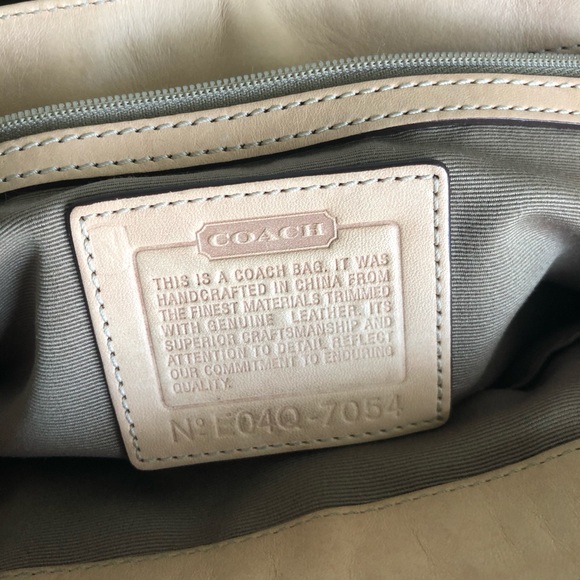 COACH
THIS IS A COACH BAG. IT WAS
HANDCRAFTED IN CHINA FROM
THE FINEST MATERIALS TRIMMED
WITH GENUINE LEATHER. ITS
SUPERIOR CRAFTSMANSHIP AND
ATTENTION TO DETAIL REFLECT
OUR COMMITMENT TO ENDURING
QUALITY.
Nº E04Q-7054